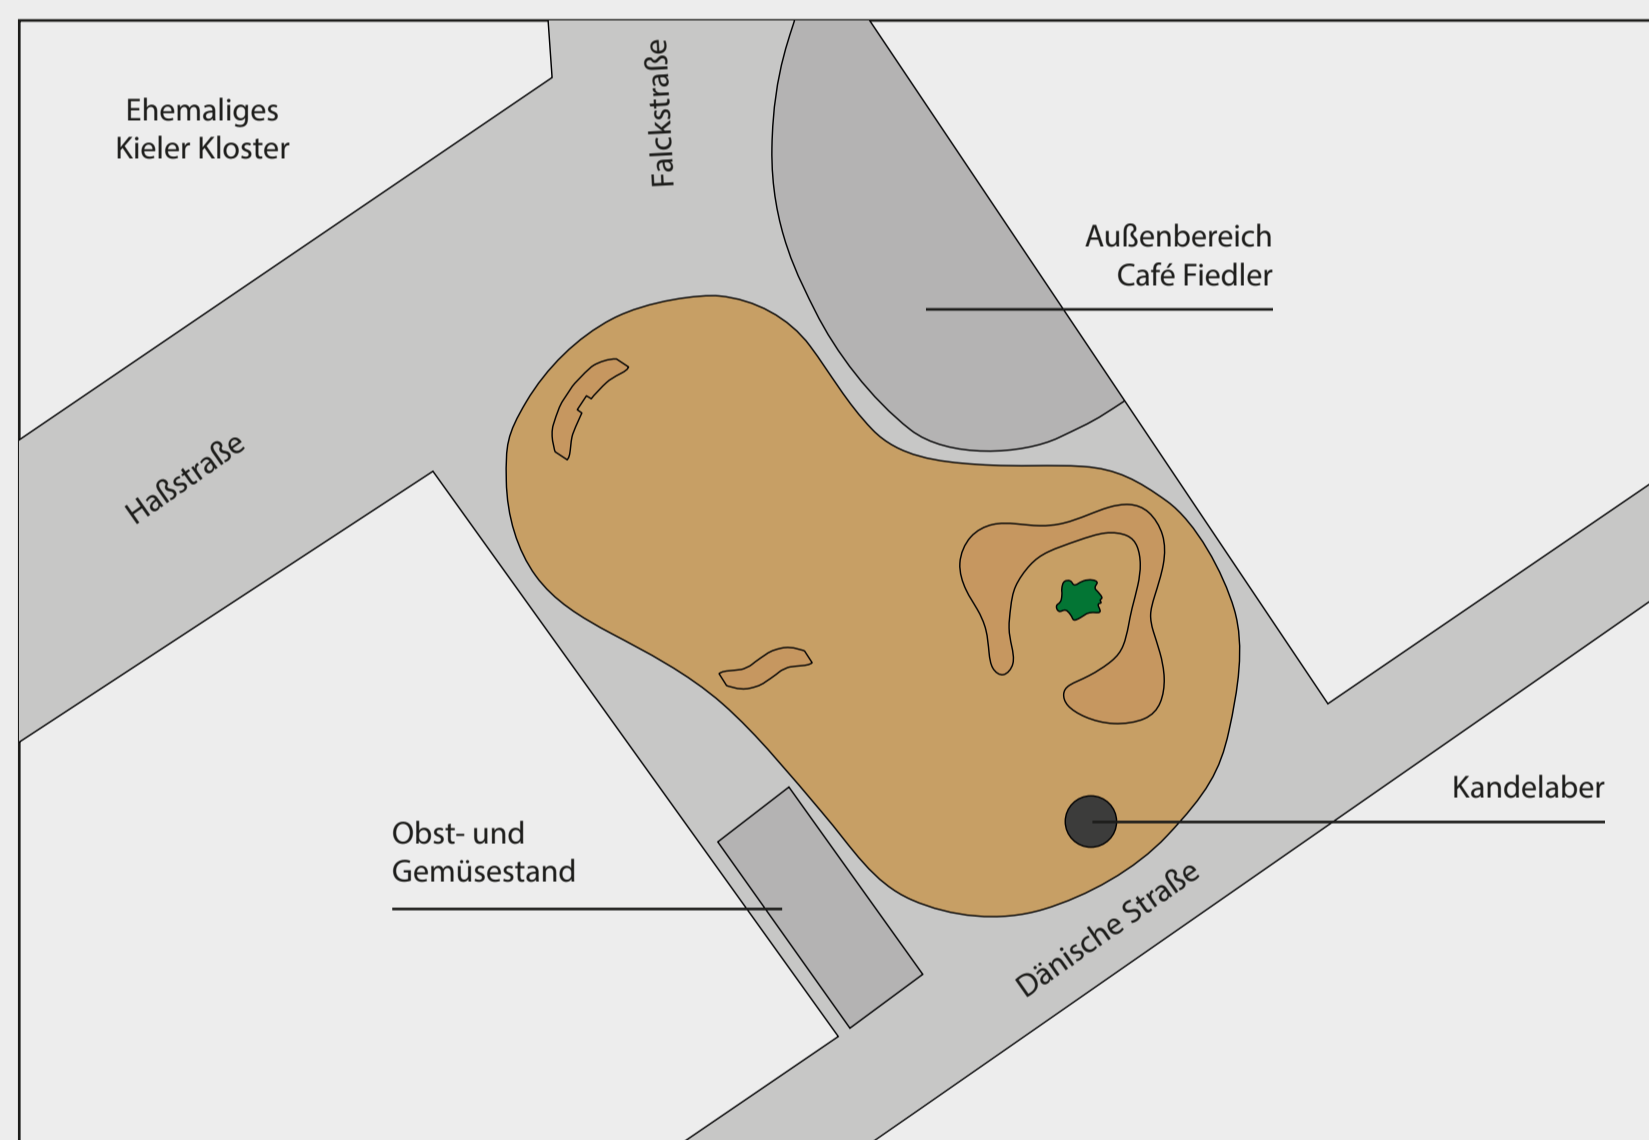 Falckstraße
Ehemaliges
Kieler Kloster
Außenbereich
Café Fiedler
Haßstraße
Kandelaber
Obst- und
Gemüsestand
Dänische Straße